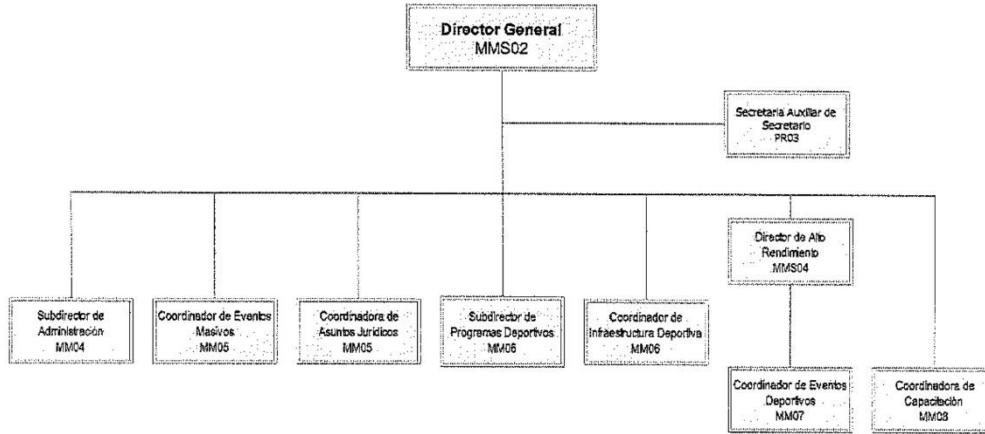 Director General
MMS02
Secretaria Auxiliar de
Secretario
PR03
Director de Alto
Rendimiento
MMS04
Subdirector de
Administración
MM04
Coordinador de Eventos
Masivos
MM05
Coordinadora de
Asuntos Jurídicos
MM05
Subdirector de
Programas Deportivos
MM06
Coordinador de
Infraestructura Deportiva
MM06
Coordinador de Eventos
Deportivos
MM07
Coordinadora de
Capacitación
MM08